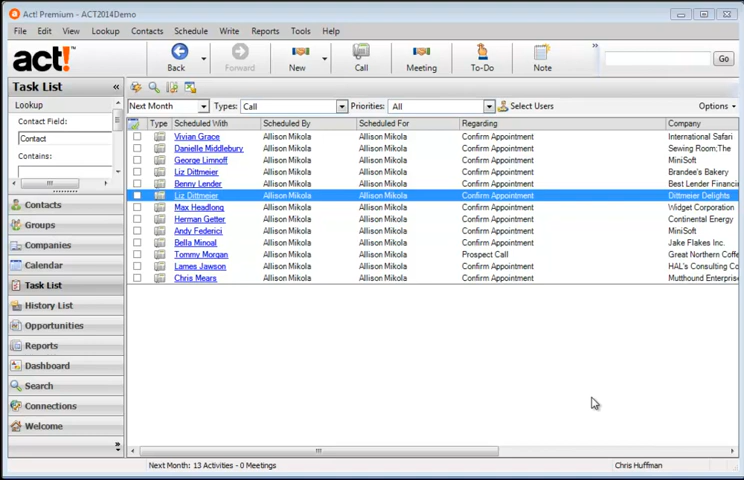 Act! Premium - ACT2014Demo
File Edit View Lookup Contacts Schedule Write Reports Tools Help
act! Back Forward New Call Meeting To-Do Note Go
Task List
Lookup
Contact Field:
Contact
Contains:
Contacts
Groups
Companies
Calendar
Task List
History List
Opportunities
Reports
Dashboard
Search
Connections
Welcome
Next Month Types: Call Priorities: All Select Users Options
Type Scheduled With Scheduled By Scheduled For Regarding Company
Vivian Grace Allison Mikola Allison Mikola Confirm Appointment International Safari
Danielle Middlebury Allison Mikola Allison Mikola Confirm Appointment Sewing Room;The
George Limnoff Allison Mikola Allison Mikola Confirm Appointment MiniSoft
Liz Dittmeier Allison Mikola Allison Mikola Confirm Appointment Brandee's Bakery
Benny Lender Allison Mikola Allison Mikola Confirm Appointment Best Lender Financi
Liz Dittmeier Allison Mikola Allison Mikola Confirm Appointment Dittmeier Delights
Max Headlong Allison Mikola Allison Mikola Confirm Appointment Widget Corporation
Herman Getter Allison Mikola Allison Mikola Confirm Appointment Continental Energy
Andy Federici Allison Mikola Allison Mikola Confirm Appointment MiniSoft
Bella Minoal Allison Mikola Allison Mikola Confirm Appointment Jake Flakes Inc.
Tommy Morgan Allison Mikola Allison Mikola Prospect Call Great Northern Coffe
Lames Jawson Allison Mikola Allison Mikola Confirm Appointment HAL's Consulting Co
Chris Mears Allison Mikola Allison Mikola Confirm Appointment Mutthound Enterprise
Next Month: 13 Activities - 0 Meetings Chris Huffman